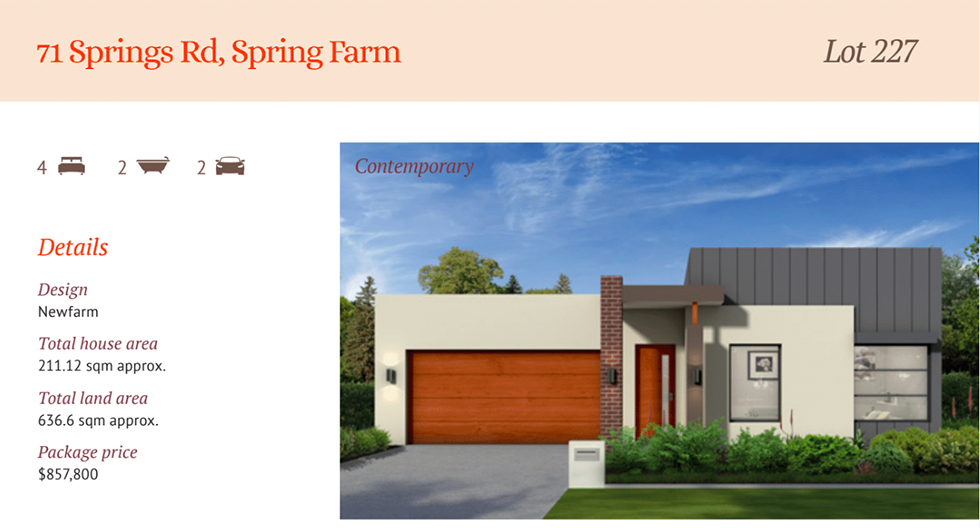 71 Springs Rd, Spring Farm
Lot 227
4 2 2
Contemporary
Details
Design
Newfarm
Total house area
211.12 sqm approx.
Total land area
636.6 sqm approx.
Package price
$857,800